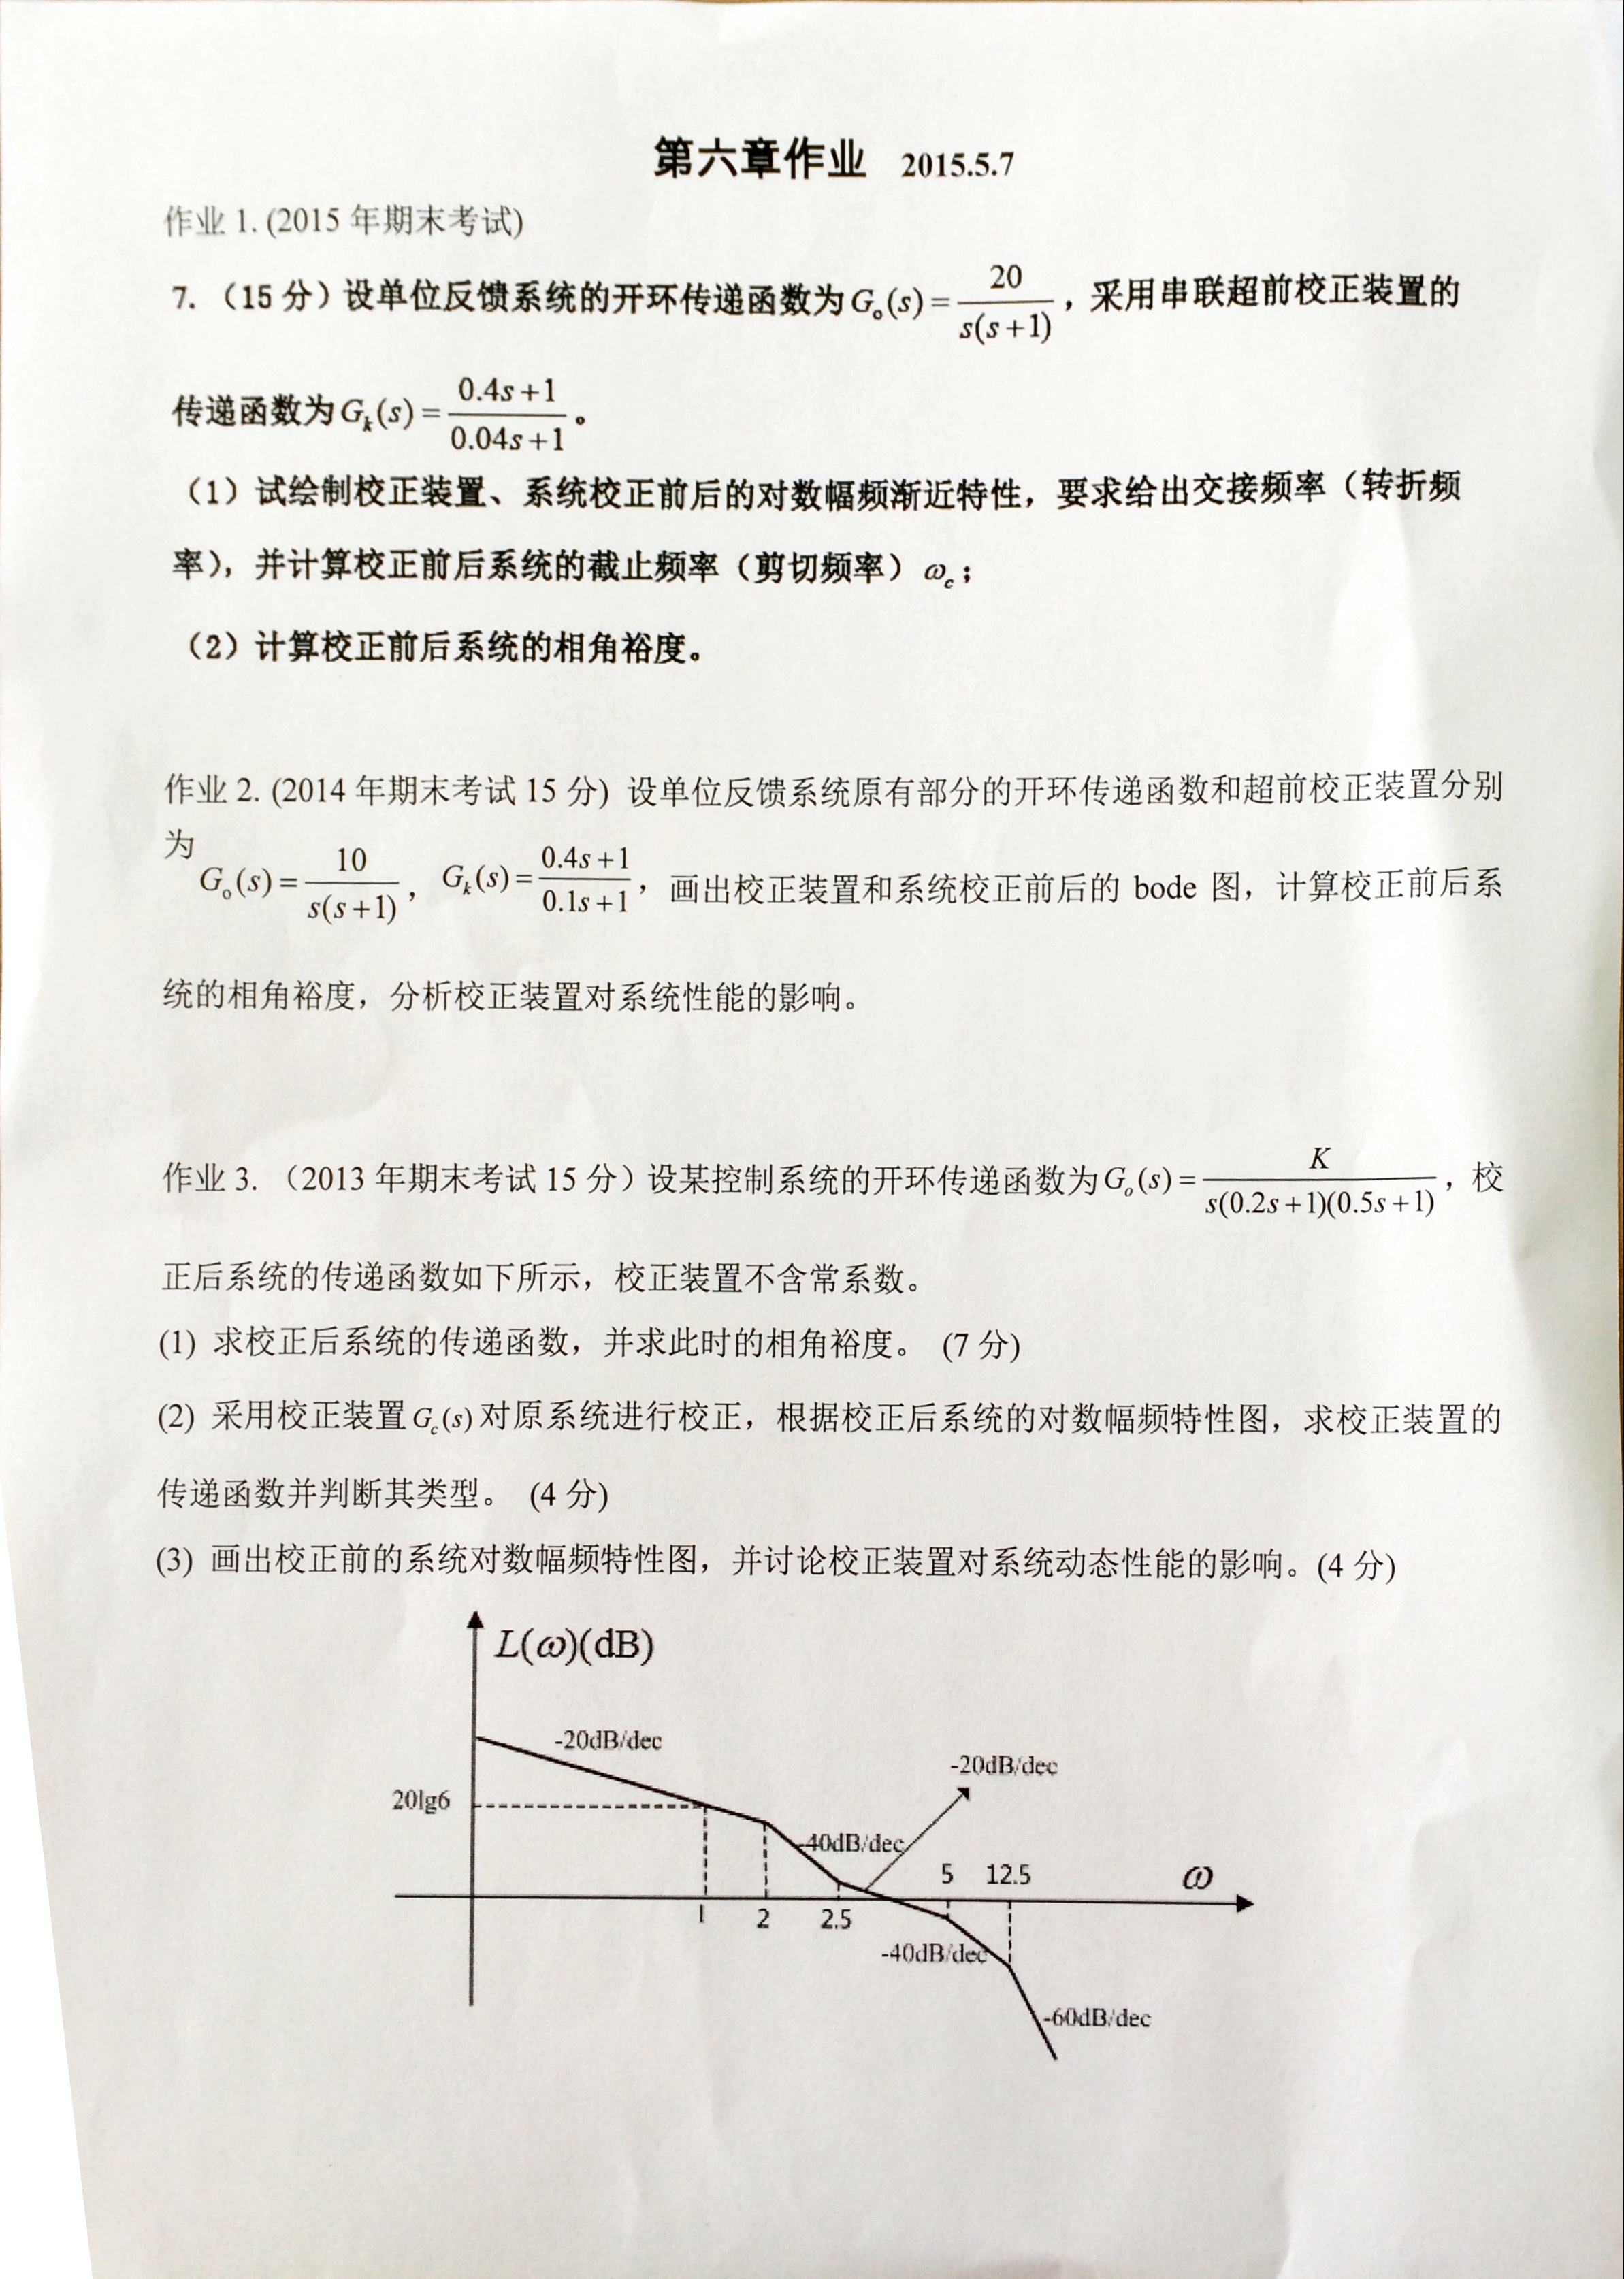 第六章作业 2015.5.7
作业 1. (2015 年期末考试)
7. （15 分）设单位反馈系统的开环传递函数为 G_o(s) = 20 / s(s+1) ，采用串联超前校正装置的
传递函数为 G_k(s) = (0.4s+1) / (0.04s+1) 。
（1）试绘制校正装置、系统校正前后的对数幅频渐近特性，要求给出交接频率（转折频
率），并计算校正前后系统的截止频率（剪切频率） ω_c；
（2）计算校正前后系统的相角裕度。
作业 2. (2014 年期末考试 15 分) 设单位反馈系统原有部分的开环传递函数和超前校正装置分别
为
G_o(s) = 10 / s(s+1) ， G_k(s) = (0.4s+1) / (0.1s+1) ，画出校正装置和系统校正前后的 bode 图，计算校正前后系
统的相角裕度，分析校正装置对系统性能的影响。
作业 3. （2013 年期末考试 15 分）设某控制系统的开环传递函数为 G_o(s) = K / s(0.2s+1)(0.5s+1) ，校
正后系统的传递函数如下所示，校正装置不含常系数。
(1) 求校正后系统的传递函数，并求此时的相角裕度。 (7 分)
(2) 采用校正装置 G_c(s) 对原系统进行校正，根据校正后系统的对数幅频特性图，求校正装置的
传递函数并判断其类型。 (4 分)
(3) 画出校正前的系统对数幅频特性图，并讨论校正装置对系统动态性能的影响。(4 分)
L(ω)(dB)
-20dB/dec
-20dB/dec
20lg6
-40dB/dec
5 12.5 ω
1 2 2.5
-40dB/dec
-60dB/dec